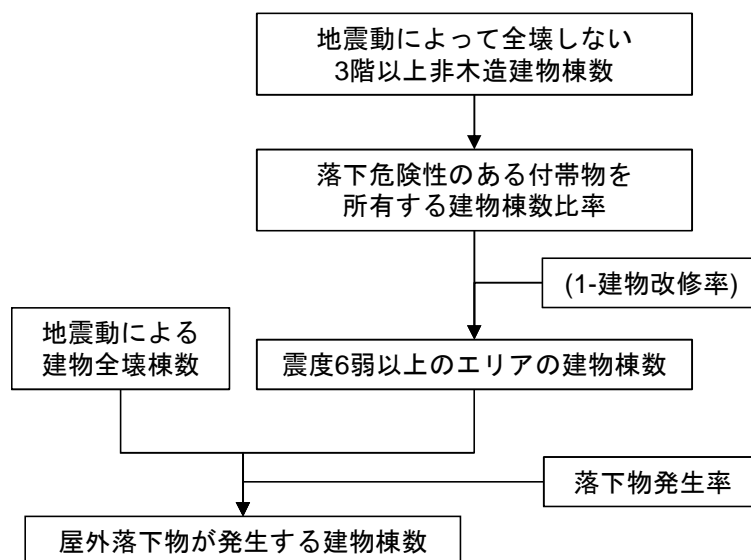 地震動によって全壊しない
3階以上非木造建物棟数
落下危険性のある付帯物を
所有する建物棟数比率
(1-建物改修率)
地震動による
建物全壊棟数
震度6弱以上のエリアの建物棟数
落下物発生率
屋外落下物が発生する建物棟数